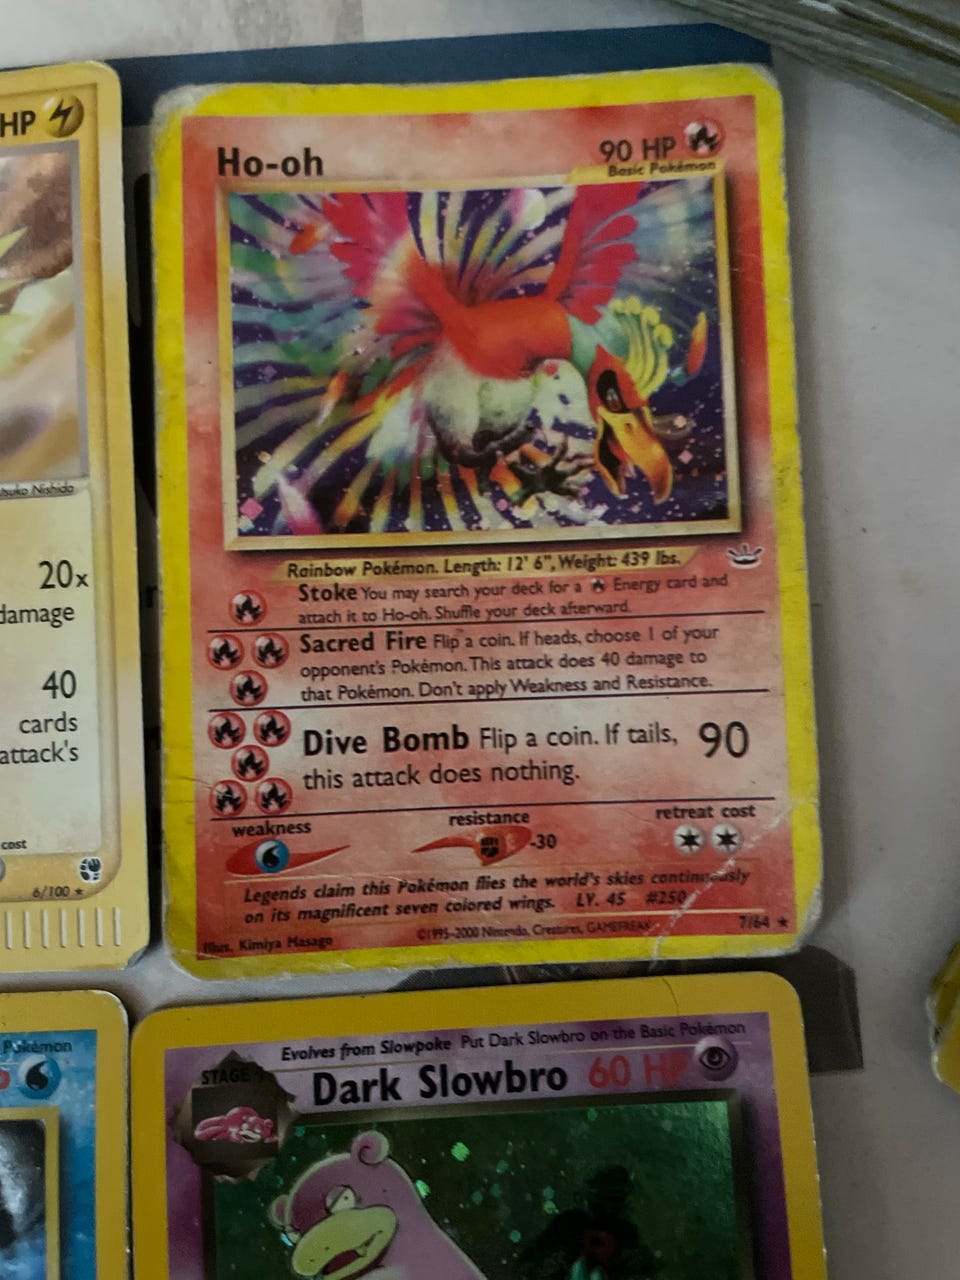 HP
tsuko Nishida
20x
damage
40
cards
attack's
cost
6/100 ★
Ho-oh
90 HP
Basic Pokémon
Rainbow Pokémon. Length: 12' 6", Weight: 439 lbs.
Stoke You may search your deck for a Energy card and
attach it to Ho-oh. Shuffle your deck afterward.
Sacred Fire Flip a coin. If heads, choose 1 of your
opponent's Pokémon. This attack does 40 damage to
that Pokémon. Don't apply Weakness and Resistance.
Dive Bomb Flip a coin. If tails, 90
this attack does nothing.
weakness
resistance
-30
retreat cost
Legends claim this Pokémon flies the world's skies continuously
on its magnificent seven colored wings. LV. 45 #250
Illus. Kimiya Masago
©1995-2000 Nintendo, Creatures, GAMEFREAK
7/64 ★
Pokémon
Evolves from Slowpoke Put Dark Slowbro on the Basic Pokémon
STAGE 1
Dark Slowbro
60 HP
R